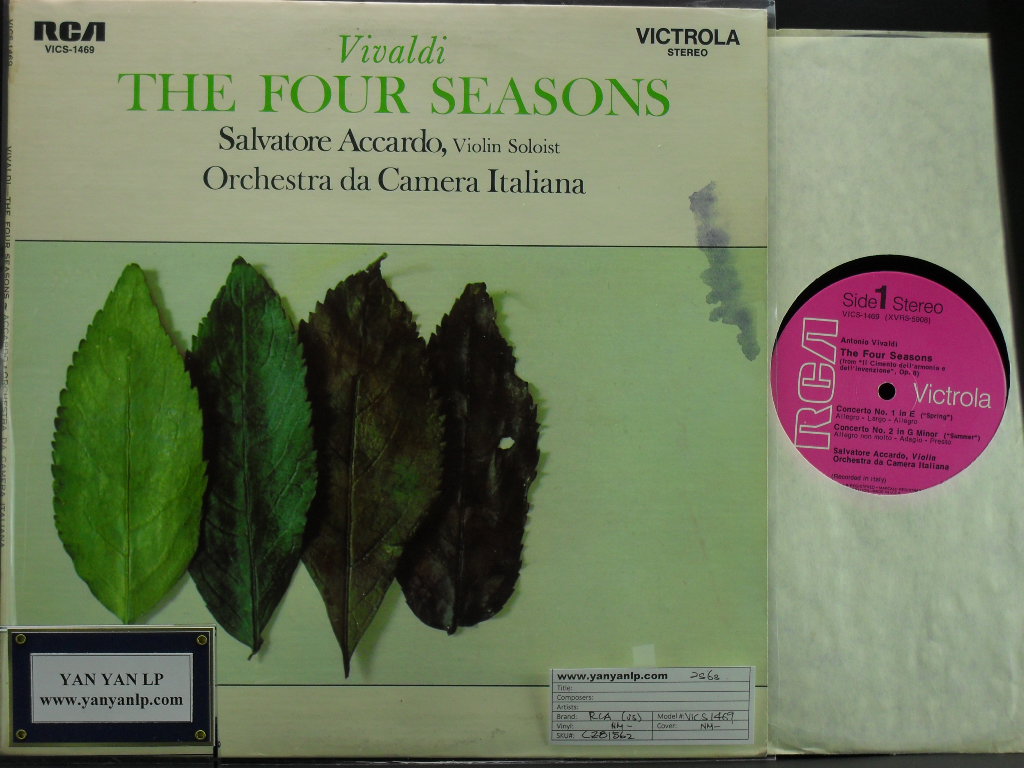 RCA
VICS-1469
VICTROLA
STEREO
Vivaldi
THE FOUR SEASONS
Salvatore Accardo, Violin Soloist
Orchestra da Camera Italiana
Side 1 Stereo
VICS-1469 (XVRS-5908)
Antonio Vivaldi
The Four Seasons
(from "Il Cimento dell'armonia e
dell'invenzione", Op. 8)
RCA
Victrola
Concerto No. 1 in E ("Spring")
Allegro - Largo - Allegro
Concerto No. 2 in G Minor ("Summer")
Allegro non molto - Adagio - Presto
Salvatore Accardo, Violin
Orchestra da Camera Italiana
(Recorded in Italy)
YAN YAN LP
www.yanyanlp.com
www.yanyanlp.com
Title:
Composers:
Artists:
Brand: RCA (US) Model#: VICS1469
Vinyl: NM- Cover: NM-
SKU#: CZB1862